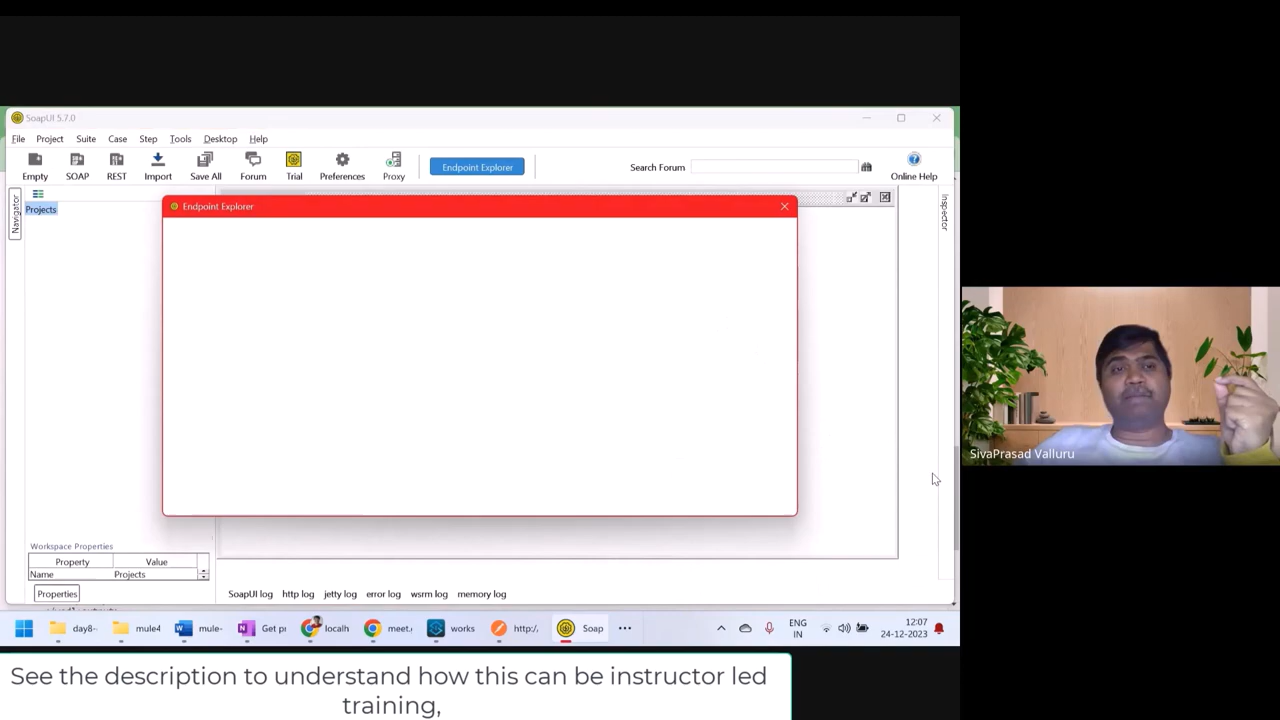 SoapUI 5.7.0
File Project Suite Case Step Tools Desktop Help
Empty SOAP REST Import Save All Forum Trial Preferences Proxy Endpoint Explorer Search Forum Online Help
Navigator
Projects
Endpoint Explorer
Inspector
SivaPrasad Valluru
Workspace Properties
Property Value
Name Projects
Properties
SoapUI log http log jetty log error log wsrm log memory log
day8- mule4 mule- Get pr localh meet. works http:/, Soap ENG IN 12:07 24-12-2023
See the description to understand how this can be instructor led
training,